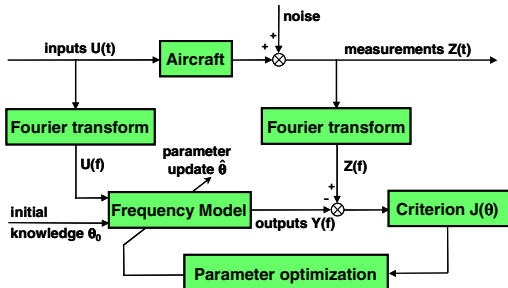 noise
inputs U(t)
+
+
measurements Z(t)
Aircraft
Fourier transform
Fourier transform
U(f)
parameter
update θ̂
Z(f)
+
-
initial
knowledge θ₀
Frequency Model
outputs Y(f)
Criterion J(θ)
Parameter optimization